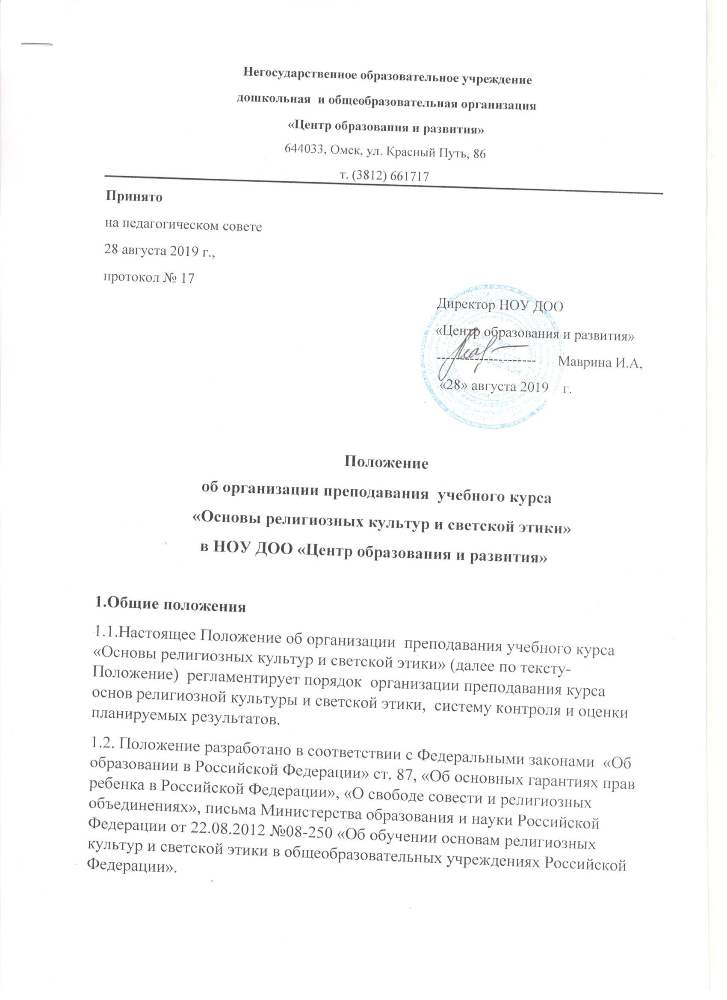 Негосударственное образовательное учреждение
дошкольная и общеобразовательная организация
«Центр образования и развития»
644033, Омск, ул. Красный Путь, 86
т. (3812) 661717
Принято
на педагогическом совете
28 августа 2019 г.,
протокол № 17
Директор НОУ ДОО
«Центр образования и развития»
----------------------- Маврина И.А,
«28» августа 2019 г.
Положение
об организации преподавания учебного курса
«Основы религиозных культур и светской этики»
в НОУ ДОО «Центр образования и развития»
1.Общие положения
1.1.Настоящее Положение об организации преподавания учебного курса
«Основы религиозных культур и светской этики» (далее по тексту-
Положение) регламентирует порядок организации преподавания курса
основ религиозной культуры и светской этики, систему контроля и оценки
планируемых результатов.
1.2. Положение разработано в соответствии с Федеральными законами «Об
образовании в Российской Федерации» ст. 87, «Об основных гарантиях прав
ребенка в Российской Федерации», «О свободе совести и религиозных
объединениях», письма Министерства образования и науки Российской
Федерации от 22.08.2012 №08-250 «Об обучении основам религиозных
культур и светской этики в общеобразовательных учреждениях Российской
Федерации».